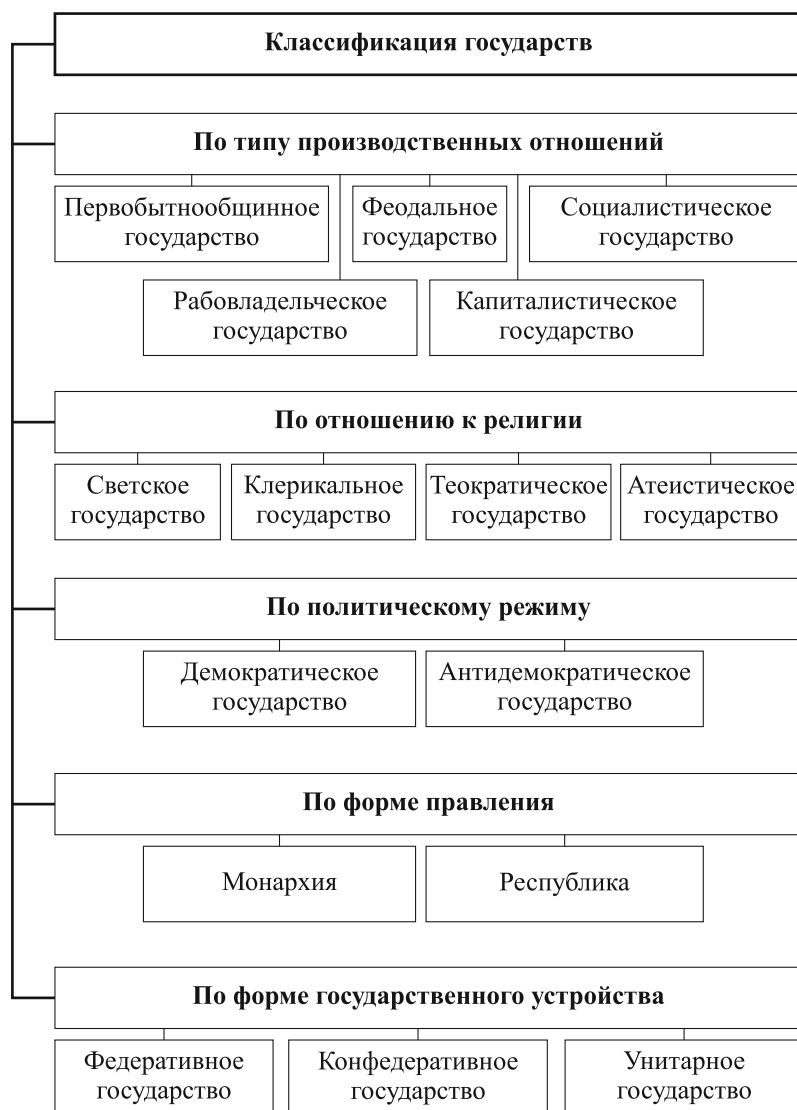 Классификация государств
По типу производственных отношений
Первобытнообщинное
государство
Феодальное
государство
Социалистическое
государство
Рабовладельческое
государство
Капиталистическое
государство
По отношению к религии
Светское
государство
Клерикальное
государство
Теократическое
государство
Атеистическое
государство
По политическому режиму
Демократическое
государство
Антидемократическое
государство
По форме правления
Монархия
Республика
По форме государственного устройства
Федеративное
государство
Конфедеративное
государство
Унитарное
государство